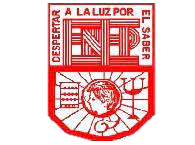 DESPERTAR A LA LUZ POR EL SABER
ENP